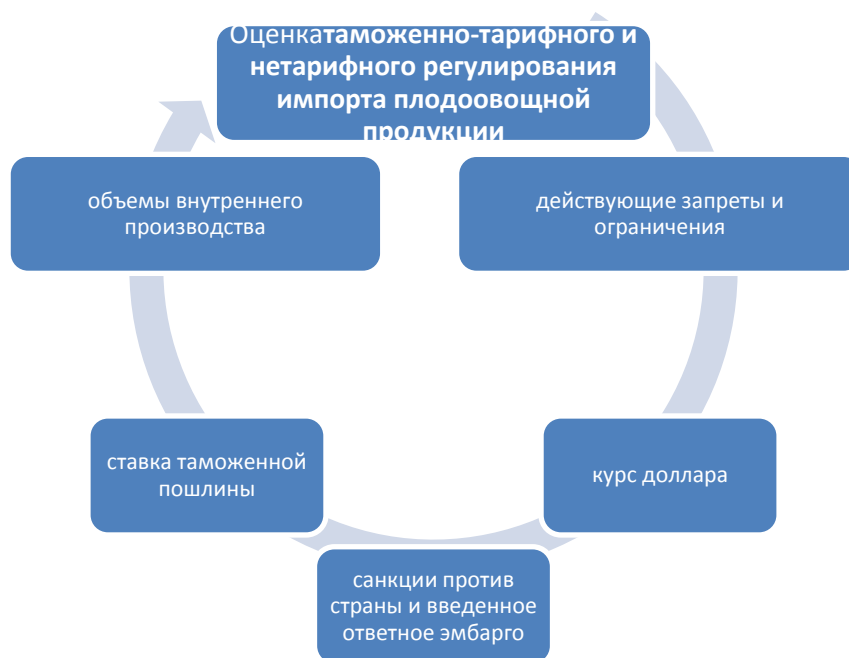 Оценкатаможенно-тарифного и
нетарифного регулирования
импорта плодоовощной
продукции
действующие запреты и
ограничения
курс доллара
санкции против
страны и введенное
ответное эмбарго
ставка таможенной
пошлины
объемы внутреннего
производства